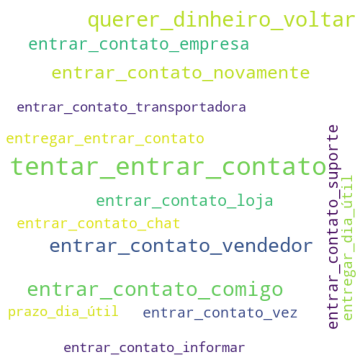 querer_dinheiro_voltar
entrar_contato_empresa
entrar_contato_novamente
entrar_contato_transportadora
entregar_entrar_contato
tentar_entrar_contato
entrar_contato_loja
entrar_contato_chat
entrar_contato_vendedor
entrar_contato_comigo
prazo_dia_útil
entrar_contato_vez
entrar_contato_informar
entrar_contato_suporte
entregar_dia_útil